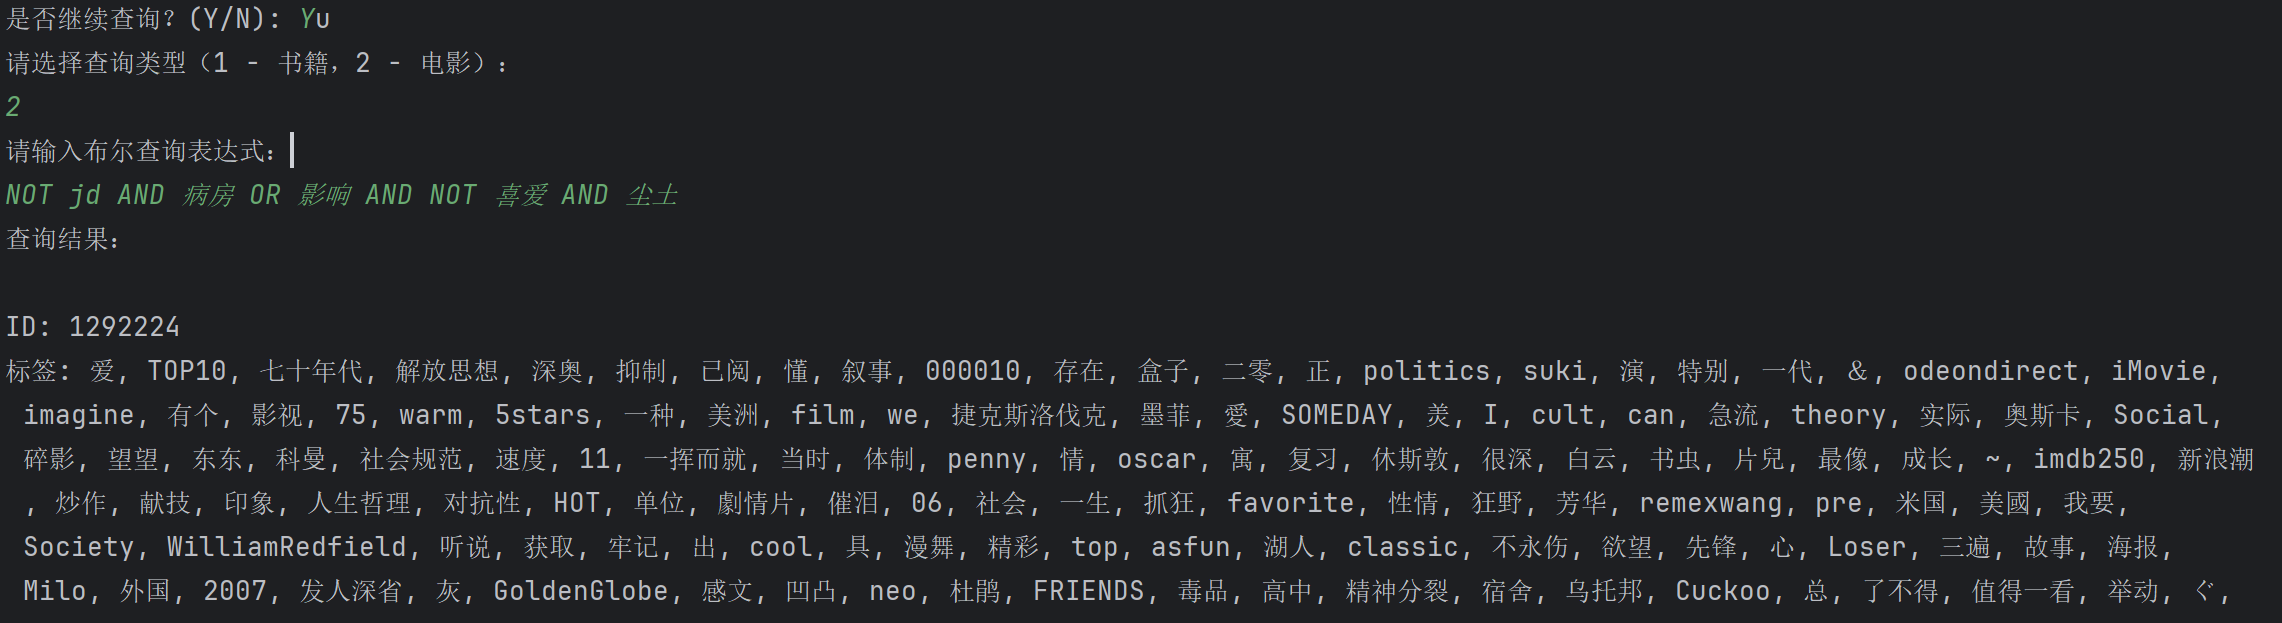 是否继续查询？(Y/N): Yu
请选择查询类型（1 - 书籍，2 - 电影）：
2
请输入布尔查询表达式：
NOT jd AND 病房 OR 影响 AND NOT 喜爱 AND 尘土
查询结果：
ID: 1292224
标签: 爱, TOP10, 七十年代, 解放思想, 深奥, 抑制, 已阅, 懂, 叙事, 000010, 存在, 盒子, 二零, 正, politics, suki, 演, 特别, 一代, &, odeondirect, iMovie,
imagine, 有个, 影视, 75, warm, 5stars, 一种, 美洲, film, we, 捷克斯洛伐克, 墨菲, 愛, SOMEDAY, 羙, I, cult, can, 急流, theory, 实际, 奥斯卡, Social,
碎影, 望望, 东东, 科曼, 社会规范, 速度, 11, 一挥而就, 当时, 体制, penny, 情, oscar, 寓, 复习, 休斯敦, 很深, 白云, 书虫, 片兒, 最像, 成长, ~, imdb250, 新浪潮
, 炒作, 献技, 印象, 人生哲理, 对抗性, HOT, 单位, 劇情片, 催泪, 06, 社会, 一生, 抓狂, favorite, 性情, 狂野, 芳华, remexwang, pre, 米国, 美國, 我要,
Society, WilliamRedfield, 听说, 获取, 牢记, 出, cool, 具, 漫舞, 精彩, top, asfun, 湖人, classic, 不永伤, 欲望, 先锋, 心, Loser, 三遍, 故事, 海报,
Milo, 外国, 2007, 发人深省, 灰, GoldenGlobe, 感文, 凹凸, neo, 杜鹃, FRIENDS, 毒品, 高中, 精神分裂, 宿舍, 乌托邦, Cuckoo, 总, 了不得, 值得一看, 举动, ぐ,